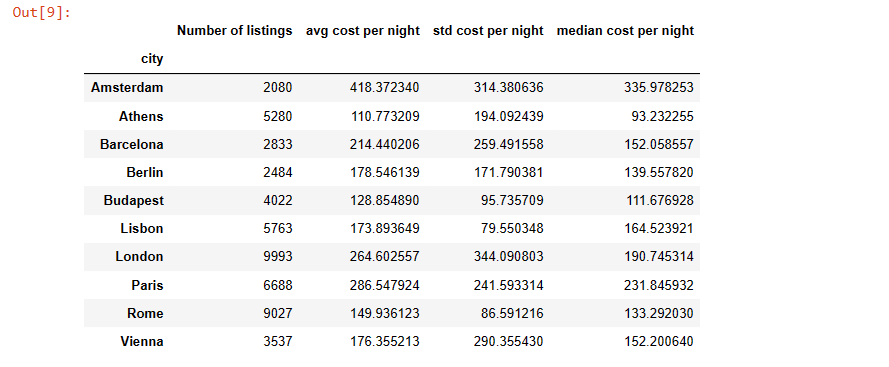 Out[9]:
Number of listings avg cost per night std cost per night median cost per night
city
Amsterdam 2080 418.372340 314.380636 335.978253
Athens 5280 110.773209 194.092439 93.232255
Barcelona 2833 214.440206 259.491558 152.058557
Berlin 2484 178.546139 171.790381 139.557820
Budapest 4022 128.854890 95.735709 111.676928
Lisbon 5763 173.893649 79.550348 164.523921
London 9993 264.602557 344.090803 190.745314
Paris 6688 286.547924 241.593314 231.845932
Rome 9027 149.936123 86.591216 133.292030
Vienna 3537 176.355213 290.355430 152.200640